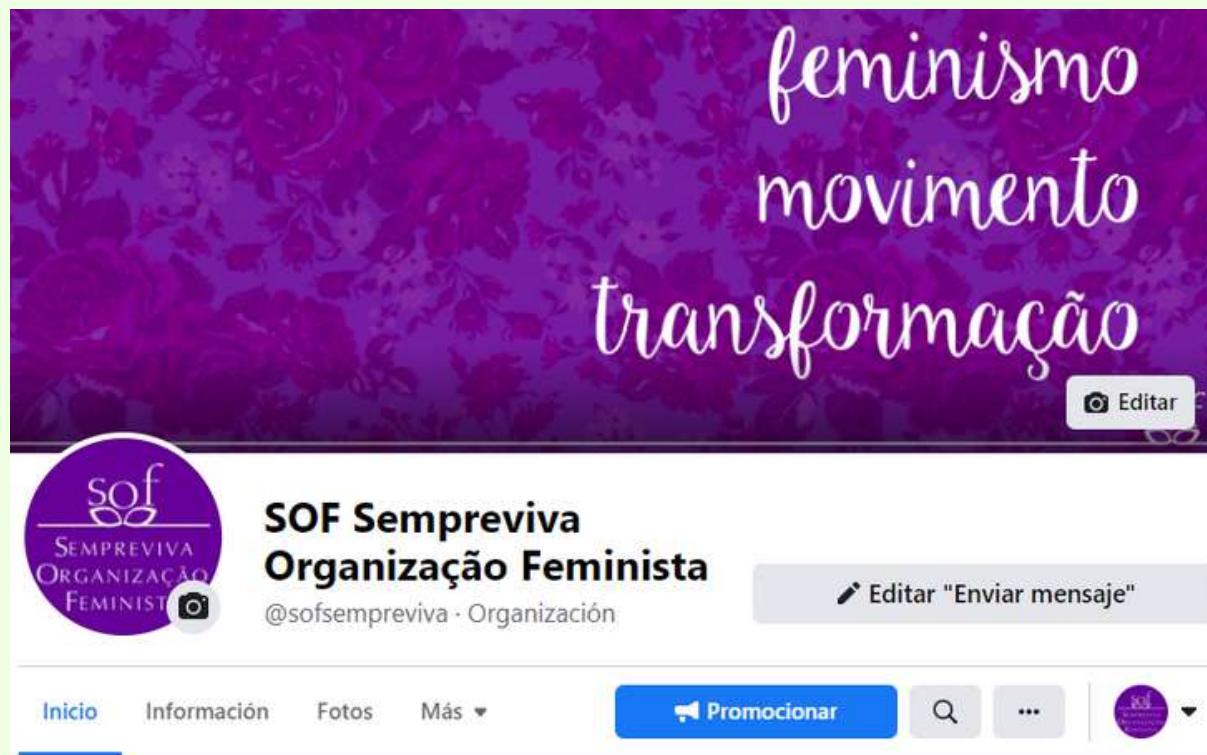 feminismo
movimento
transformação
Editar
sof
SEMPREVIVA
ORGANIZAÇÃO
FEMINIST
SOF Sempreviva
Organização Feminista
@sofsempreviva · Organización
Editar "Enviar mensaje"
Inicio Información Fotos Más
Promocionar